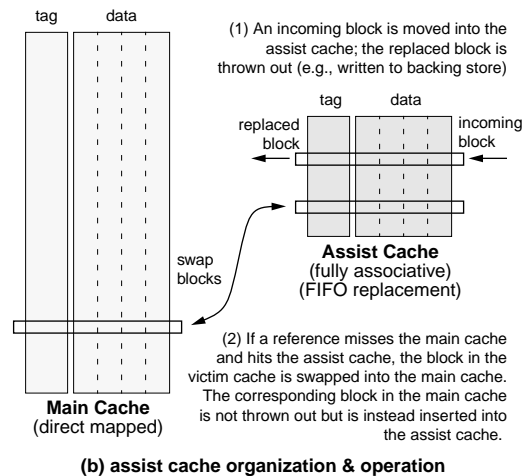 tag data
(1) An incoming block is moved into the
assist cache; the replaced block is
thrown out (e.g., written to backing store)
tag data
replaced
block
incoming
block
swap
blocks
Assist Cache
(fully associative)
(FIFO replacement)
(2) If a reference misses the main cache
and hits the assist cache, the block in the
victim cache is swapped into the main cache.
The corresponding block in the main cache
is not thrown out but is instead inserted into
the assist cache.
Main Cache
(direct mapped)
(b) assist cache organization & operation